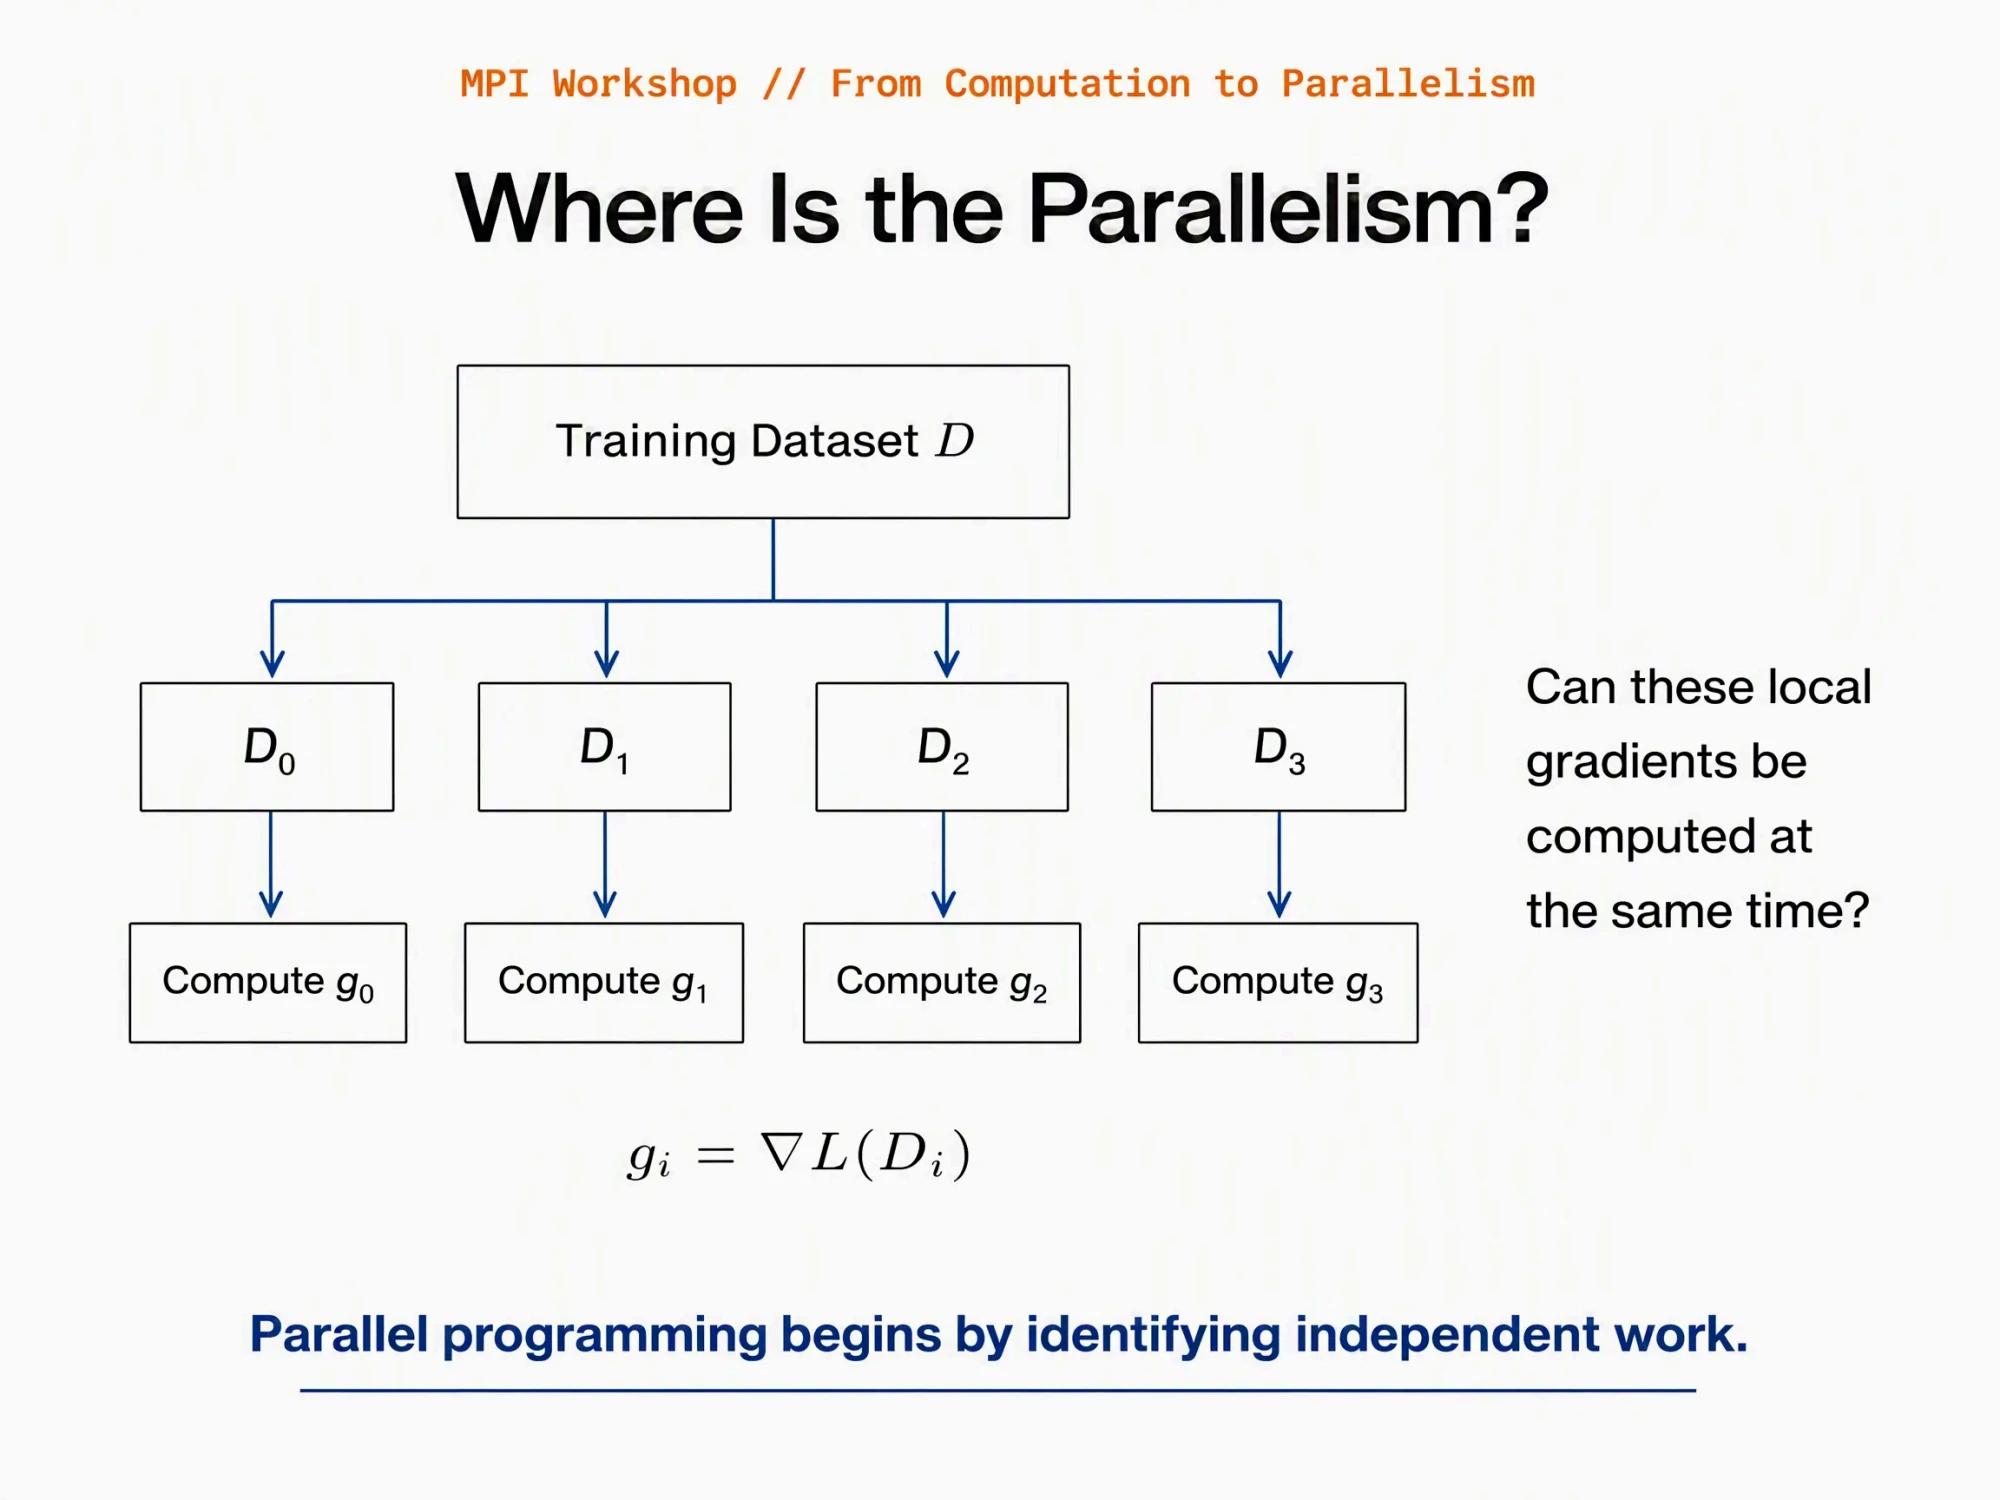 MPI Workshop // From Computation to Parallelism
Where Is the Parallelism?
Training Dataset D
D₀
D₁
D₂
D₃
Compute g₀
Compute g₁
Compute g₂
Compute g₃
Can these local
gradients be
computed at
the same time?
gᵢ = ∇L(Dᵢ)
Parallel programming begins by identifying independent work.